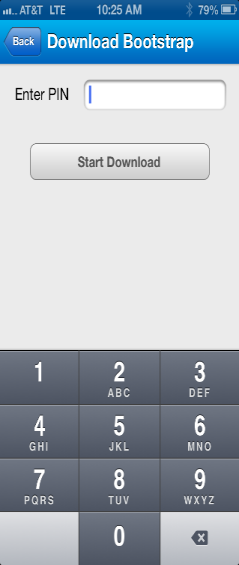 AT&T LTE 10:25 AM 79%
Back Download Bootstrap
Enter PIN
Start Download
1 2 3
ABC DEF
4 5 6
GHI JKL MNO
7 8 9
PQRS TUV WXYZ
0